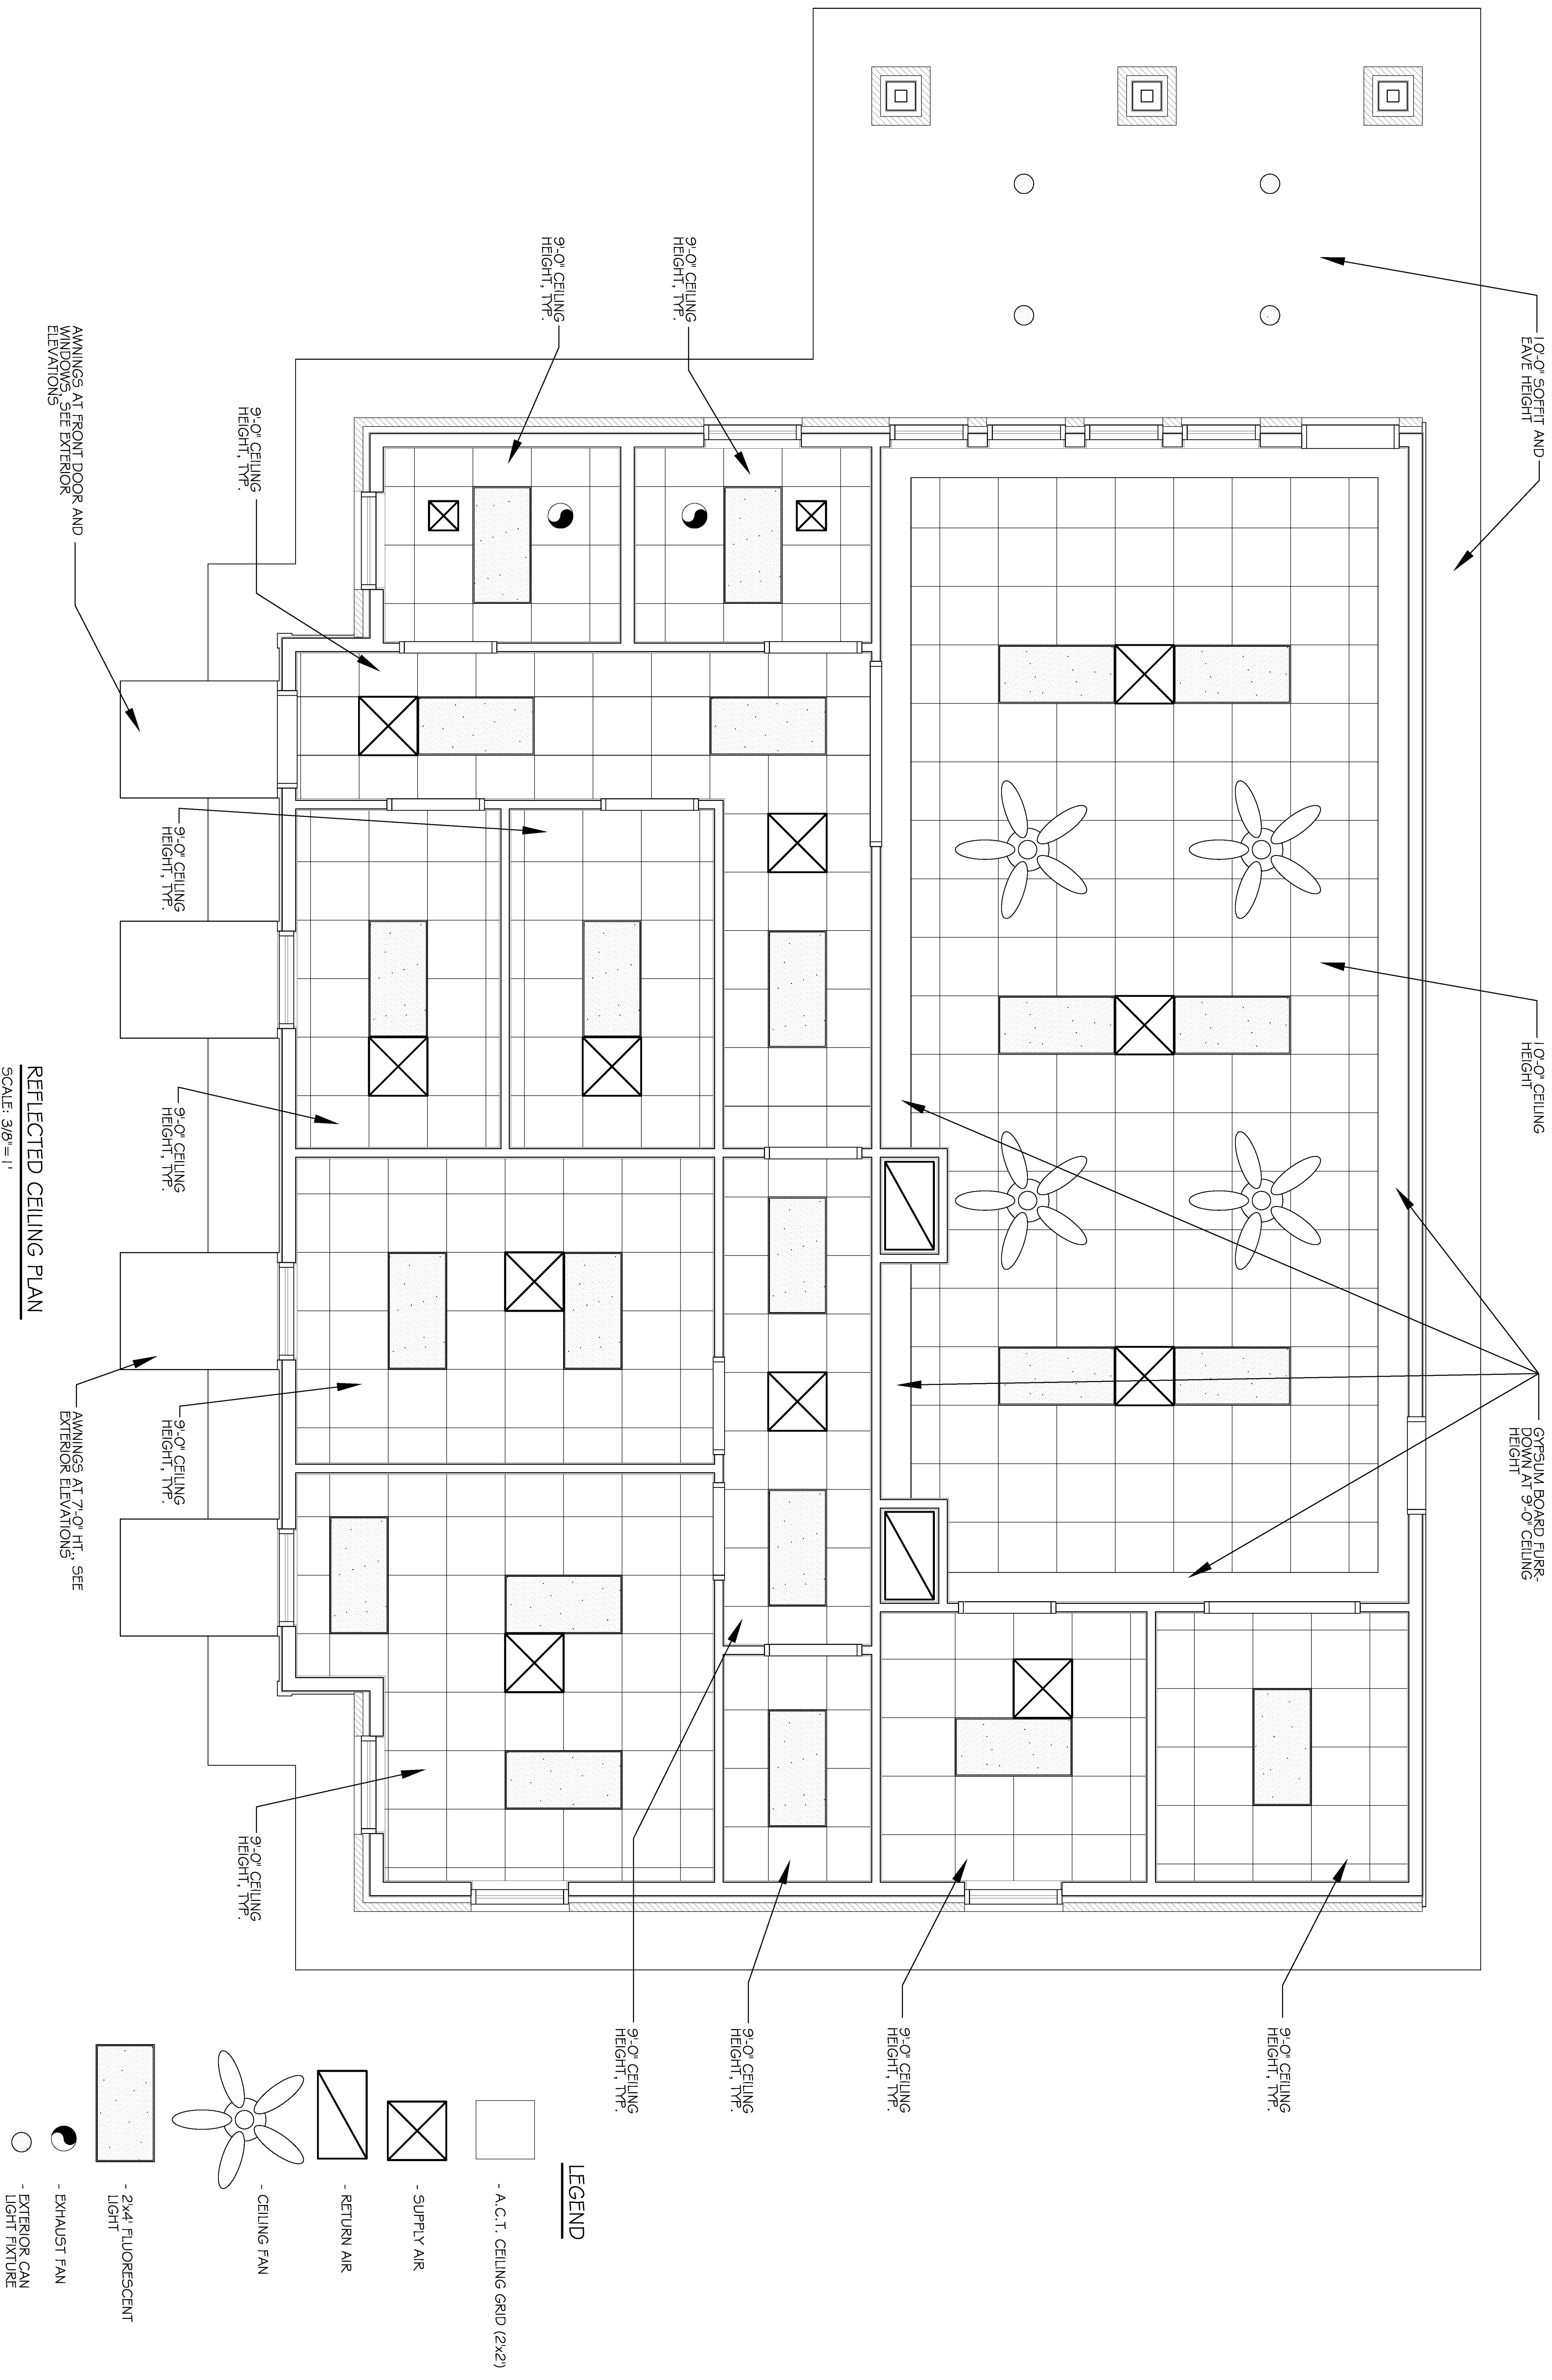 10'-0" SOFFIT AND
EAVE HEIGHT
10'-0" CEILING
HEIGHT
GYPSUM BOARD FURR-
DOWN AT 9'-0" CEILING
HEIGHT
9'-0" CEILING
HEIGHT, TYP.
9'-0" CEILING
HEIGHT, TYP.
9'-0" CEILING
HEIGHT, TYP.
9'-0" CEILING
HEIGHT, TYP.
9'-0" CEILING
HEIGHT, TYP.
9'-0" CEILING
HEIGHT, TYP.
9'-0" CEILING
HEIGHT, TYP.
9'-0" CEILING
HEIGHT, TYP.
9'-0" CEILING
HEIGHT, TYP.
9'-0" CEILING
HEIGHT, TYP.
9'-0" CEILING
HEIGHT, TYP.
AWNINGS AT FRONT DOOR AND
WINDOWS, SEE EXTERIOR
ELEVATIONS
AWNINGS AT 7'-0" HT., SEE
EXTERIOR ELEVATIONS
REFLECTED CEILING PLAN
SCALE: 3/8"= 1'
LEGEND
- A.C.T. CEILING GRID (2'x2')
- SUPPLY AIR
- RETURN AIR
- CEILING FAN
- 2'x4' FLUORESCENT
LIGHT
- EXHAUST FAN
- EXTERIOR CAN
LIGHT FIXTURE